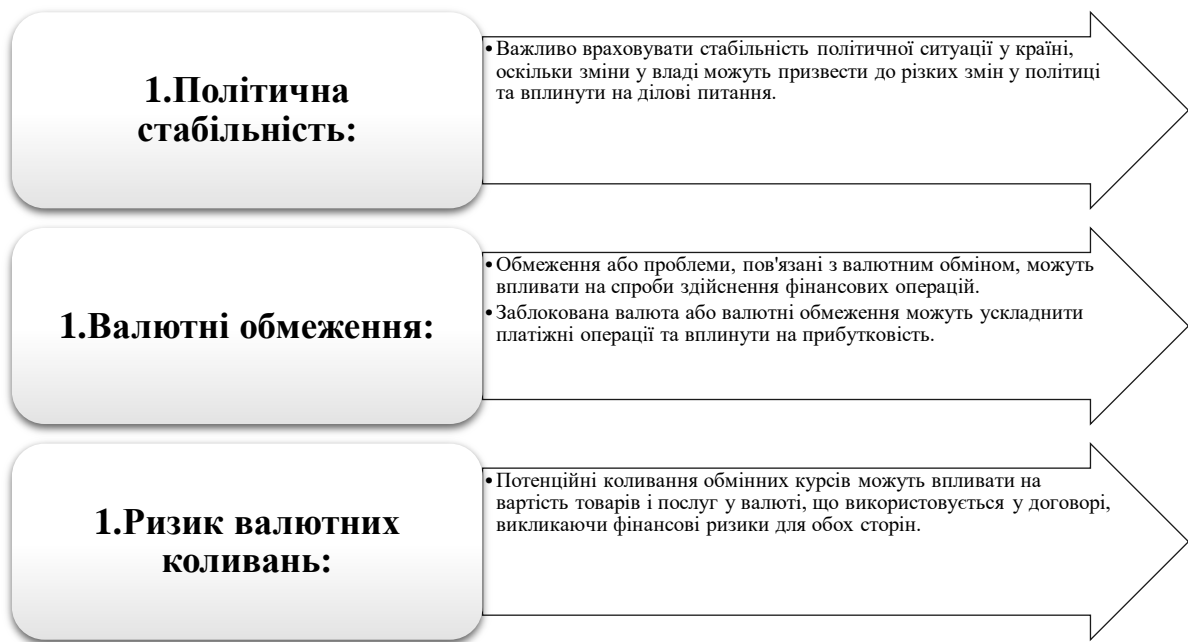 1.Політична
стабільність:
•Важливо враховувати стабільність політичної ситуації у країні,
оскільки зміни у владі можуть призвести до різких змін у політиці
та вплинути на ділові питання.
1.Валютні обмеження:
•Обмеження або проблеми, пов'язані з валютним обміном, можуть
впливати на спроби здійснення фінансових операцій.
•Заблокована валюта або валютні обмеження можуть ускладнити
платіжні операції та вплинути на прибутковість.
1.Ризик валютних
коливань:
•Потенційні коливання обмінних курсів можуть впливати на
вартість товарів і послуг у валюті, що використовується у договорі,
викликаючи фінансові ризики для обох сторін.